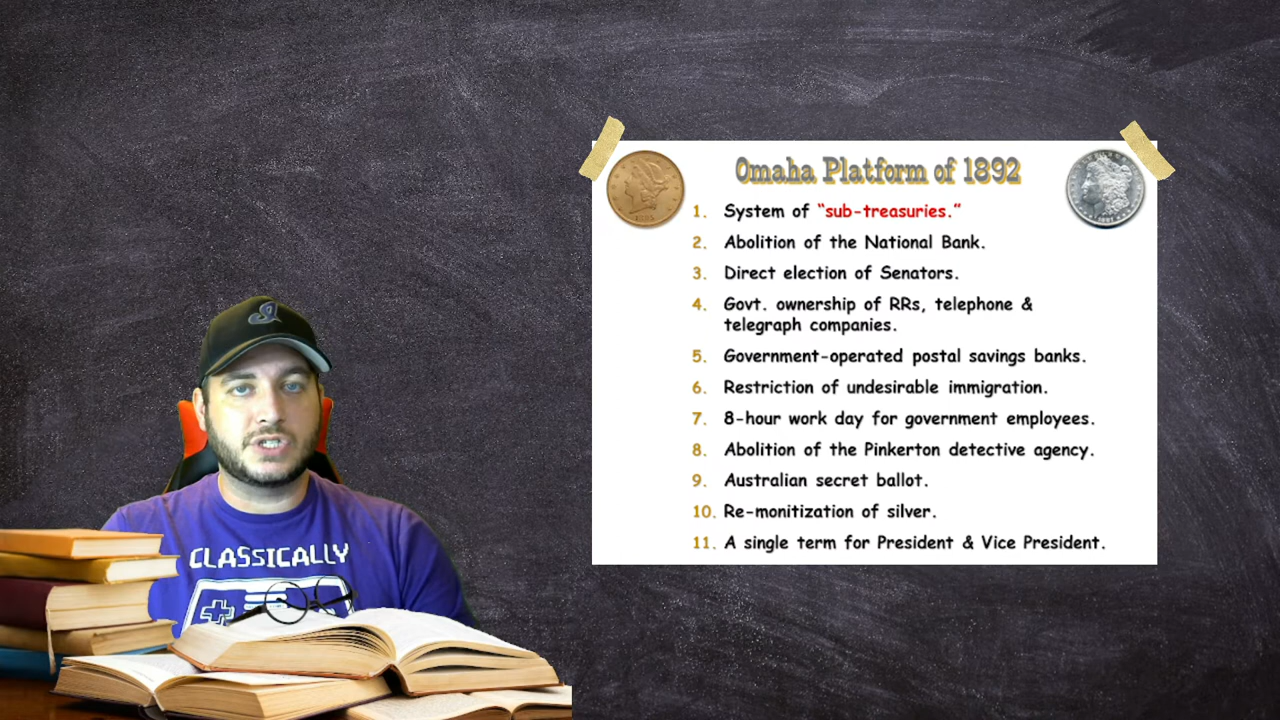 Omaha Platform of 1892
1. System of "sub-treasuries."
2. Abolition of the National Bank.
3. Direct election of Senators.
4. Govt. ownership of RRs, telephone &
telegraph companies.
5. Government-operated postal savings banks.
6. Restriction of undesirable immigration.
7. 8-hour work day for government employees.
8. Abolition of the Pinkerton detective agency.
9. Australian secret ballot.
10. Re-monitization of silver.
11. A single term for President & Vice President.
CLASSICALLY